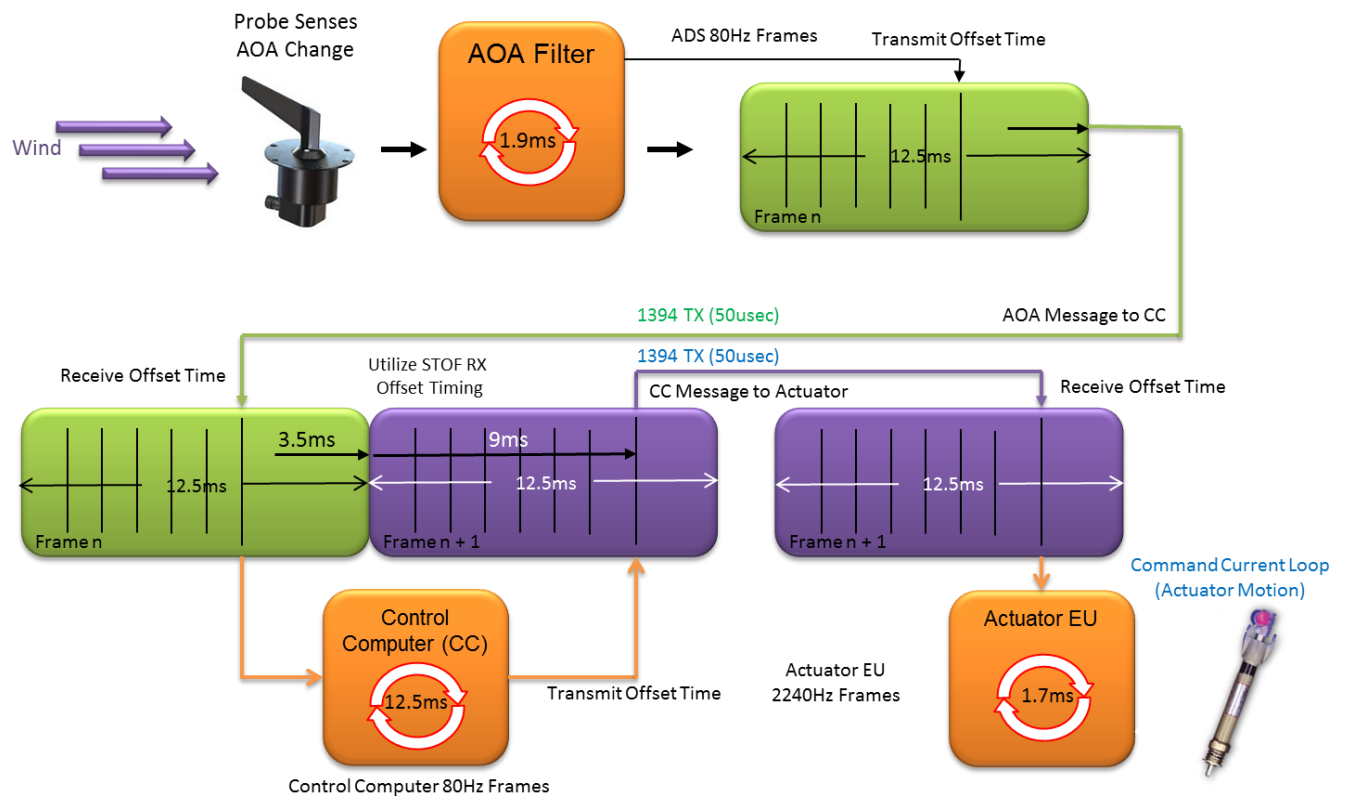 Probe Senses
AOA Change
Wind
AOA Filter
1.9ms
ADS 80Hz Frames
Transmit Offset Time
12.5ms
Frame n
1394 TX (50usec)
AOA Message to CC
Receive Offset Time
Utilize STOF RX
Offset Timing
1394 TX (50usec)
CC Message to Actuator
Receive Offset Time
3.5ms
12.5ms
Frame n
9ms
12.5ms
Frame n + 1
12.5ms
Frame n + 1
Control
Computer (CC)
12.5ms
Transmit Offset Time
Control Computer 80Hz Frames
Actuator EU
2240Hz Frames
Actuator EU
1.7ms
Command Current Loop
(Actuator Motion)